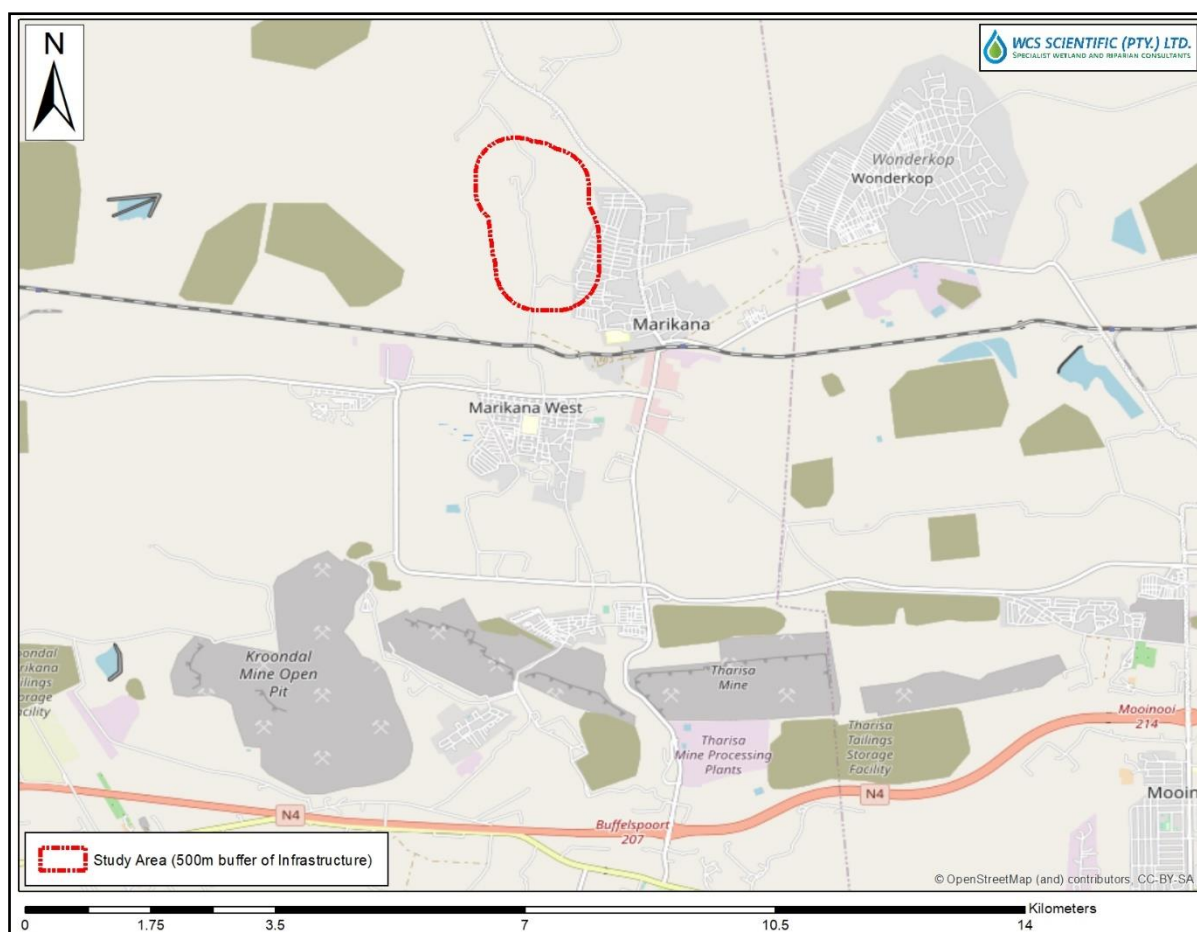 N
WCS SCIENTIFIC (PTY.) LTD.
SPECIALIST WETLAND AND RIPARIAN CONSULTANTS
Wonderkop
Wonderkop
Marikana
Marikana West
Kroondal
Mine Open
Pit
Tailings
Facility
Tharisa
Mine
Tharisa
Mine Processing
Plants
Tharisa
Tailings
Storage
Facility
Mooinooi
214
N4
N4
Buffelspoort
207
Mooin
Study Area (500m buffer of Infrastructure)
© OpenStreetMap (and) contributors, CC-BY-SA
Kilometers
0 1.75 3.5 7 10.5 14